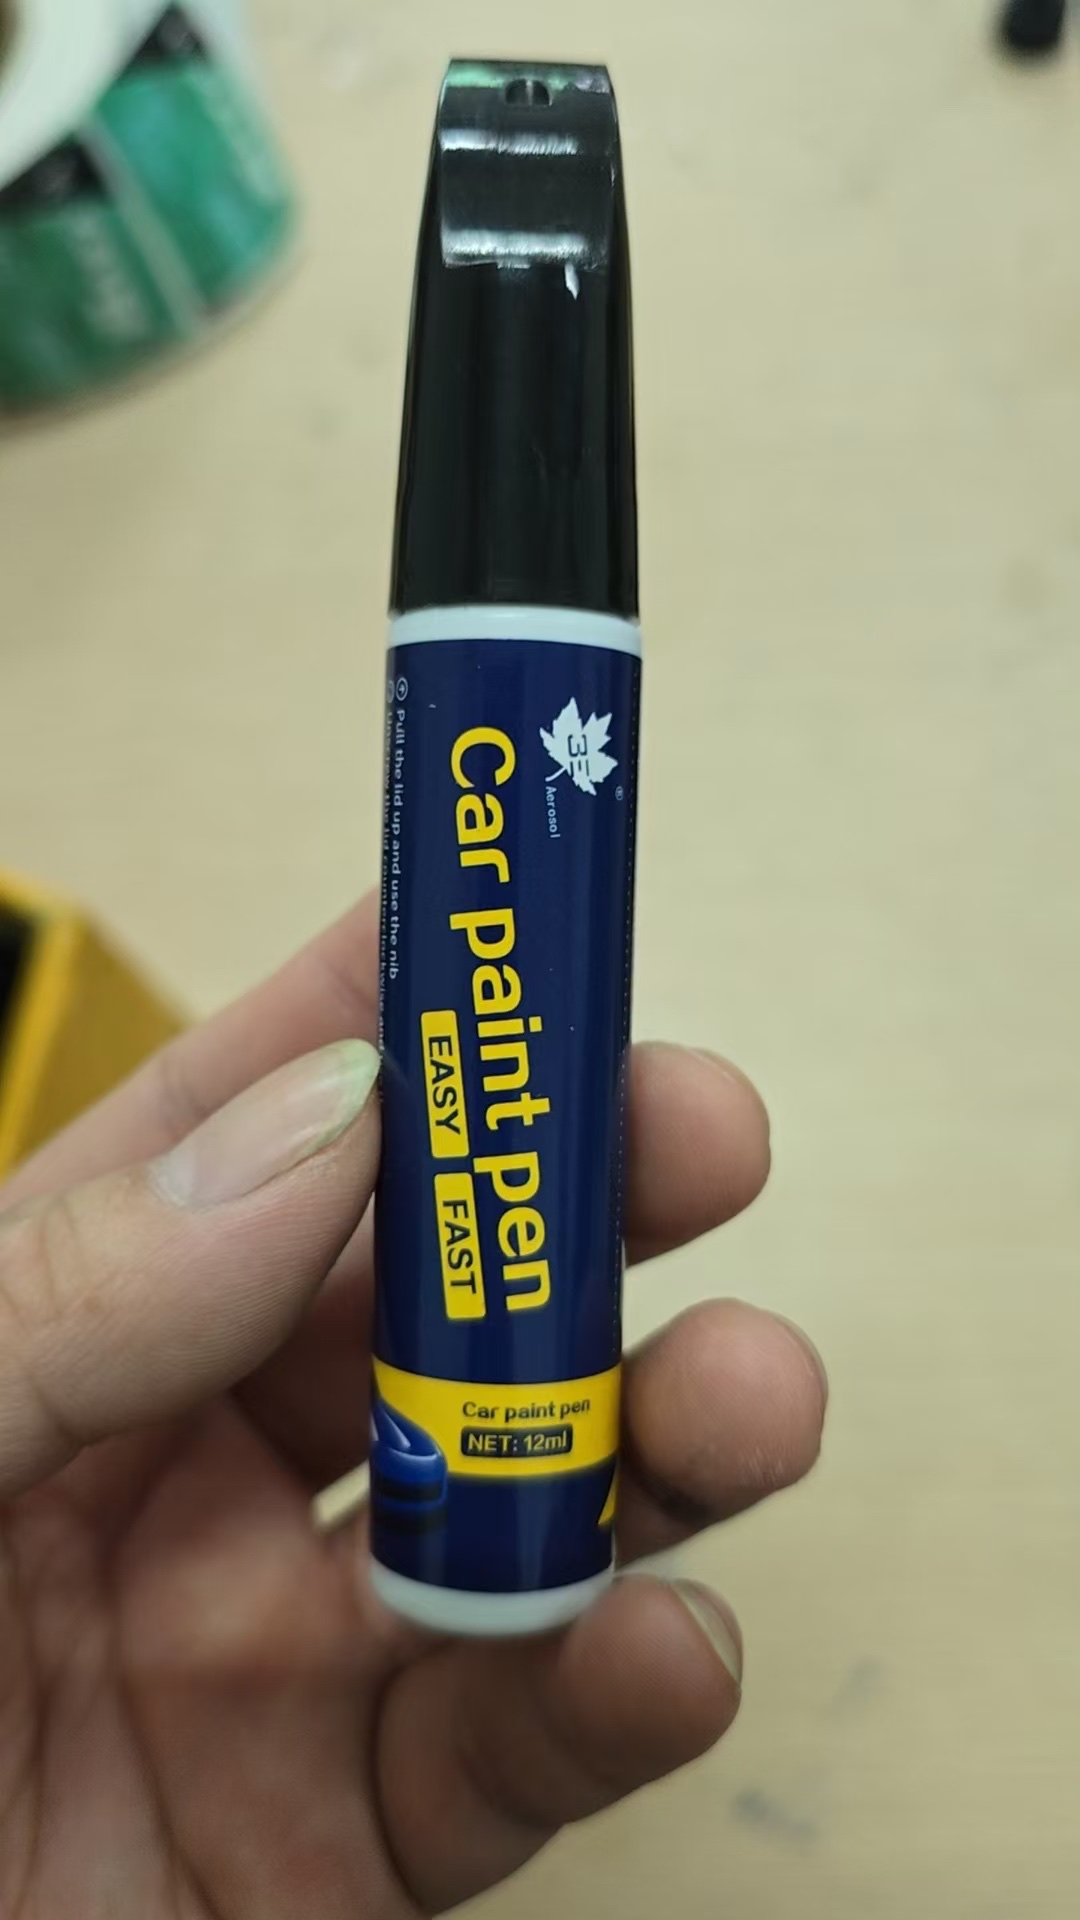 3E
Aerosol
®
Car paint pen
EASY FAST
Pull the lid up and use the nib
Car paint pen
NET: 12ml